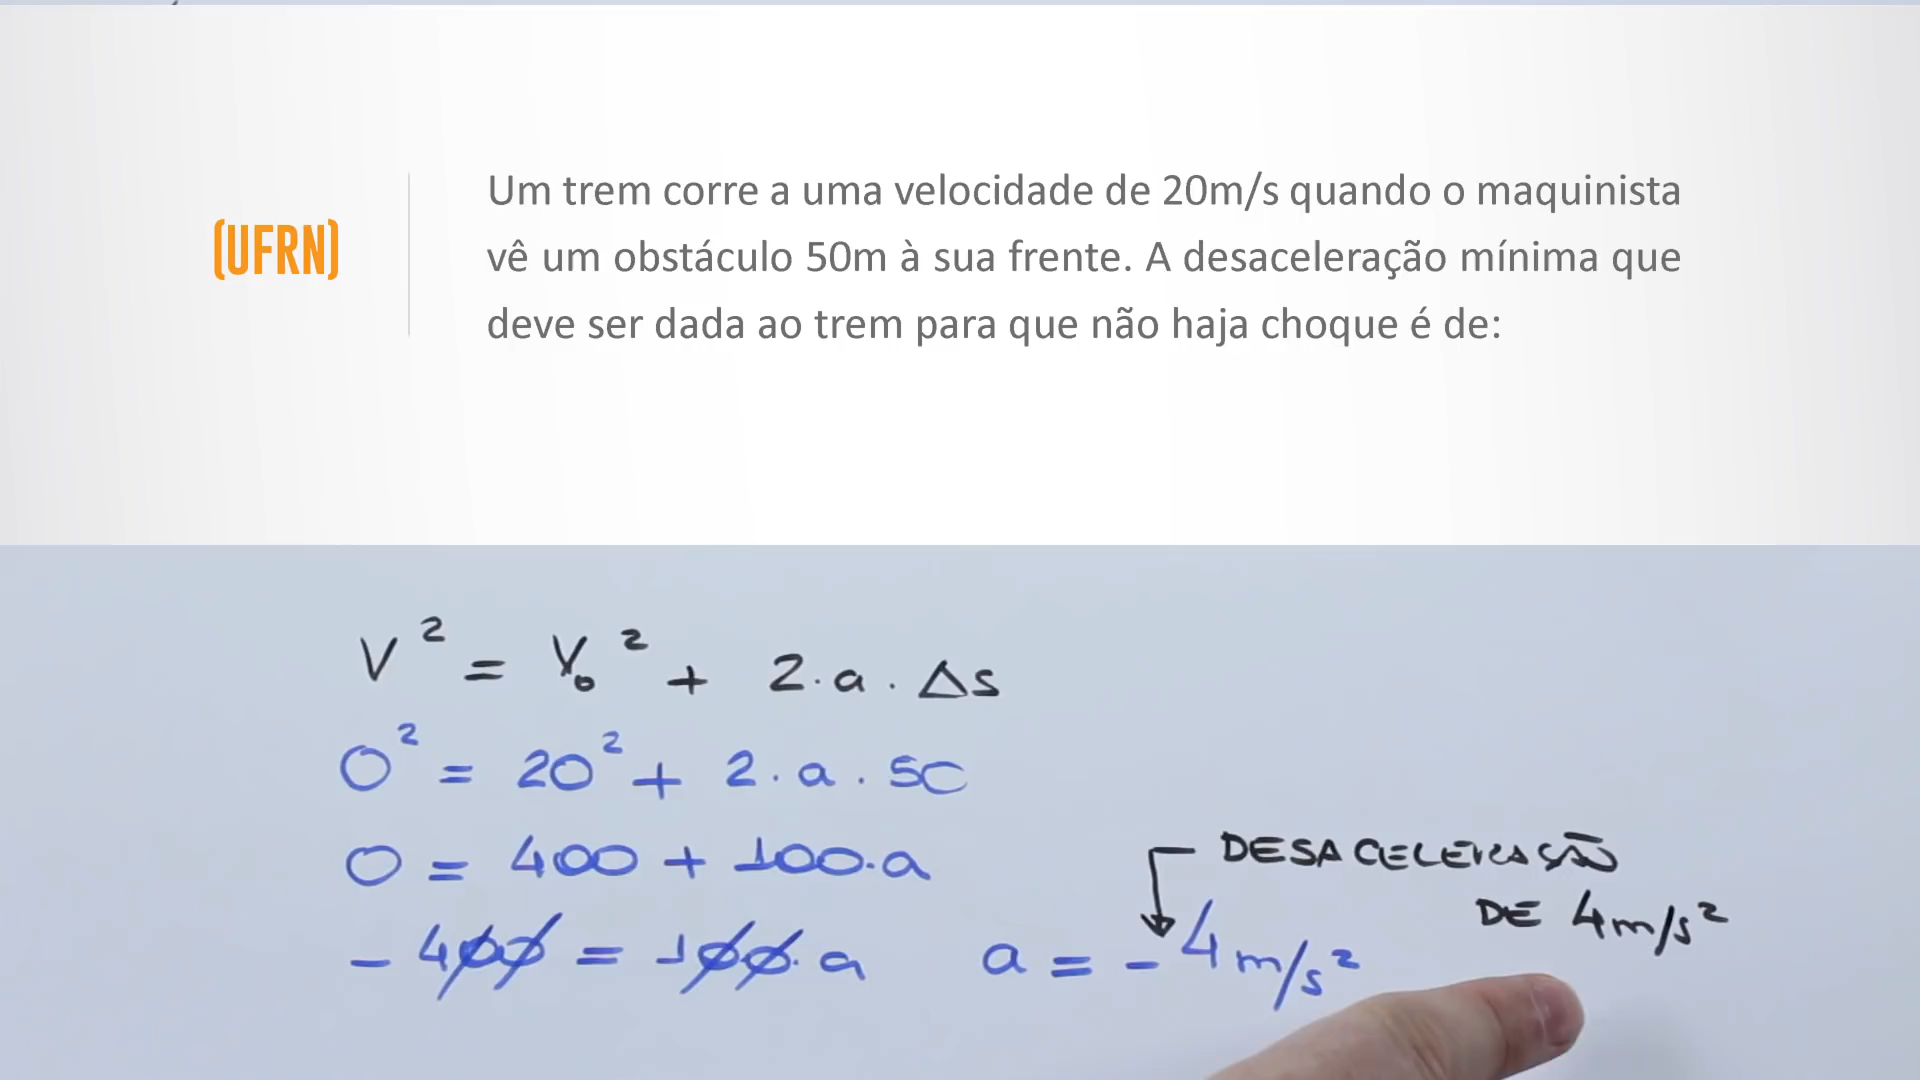 (UFRN)
Um trem corre a uma velocidade de 20m/s quando o maquinista
vê um obstáculo 50m à sua frente. A desaceleração mínima que
deve ser dada ao trem para que não haja choque é de:
V² = V₀² + 2·a·Δs
0² = 20² + 2·a·50
0 = 400 + 100·a
DESACELERAÇÃO
DE 4m/s²
-400 = 100·a a = -4m/s²